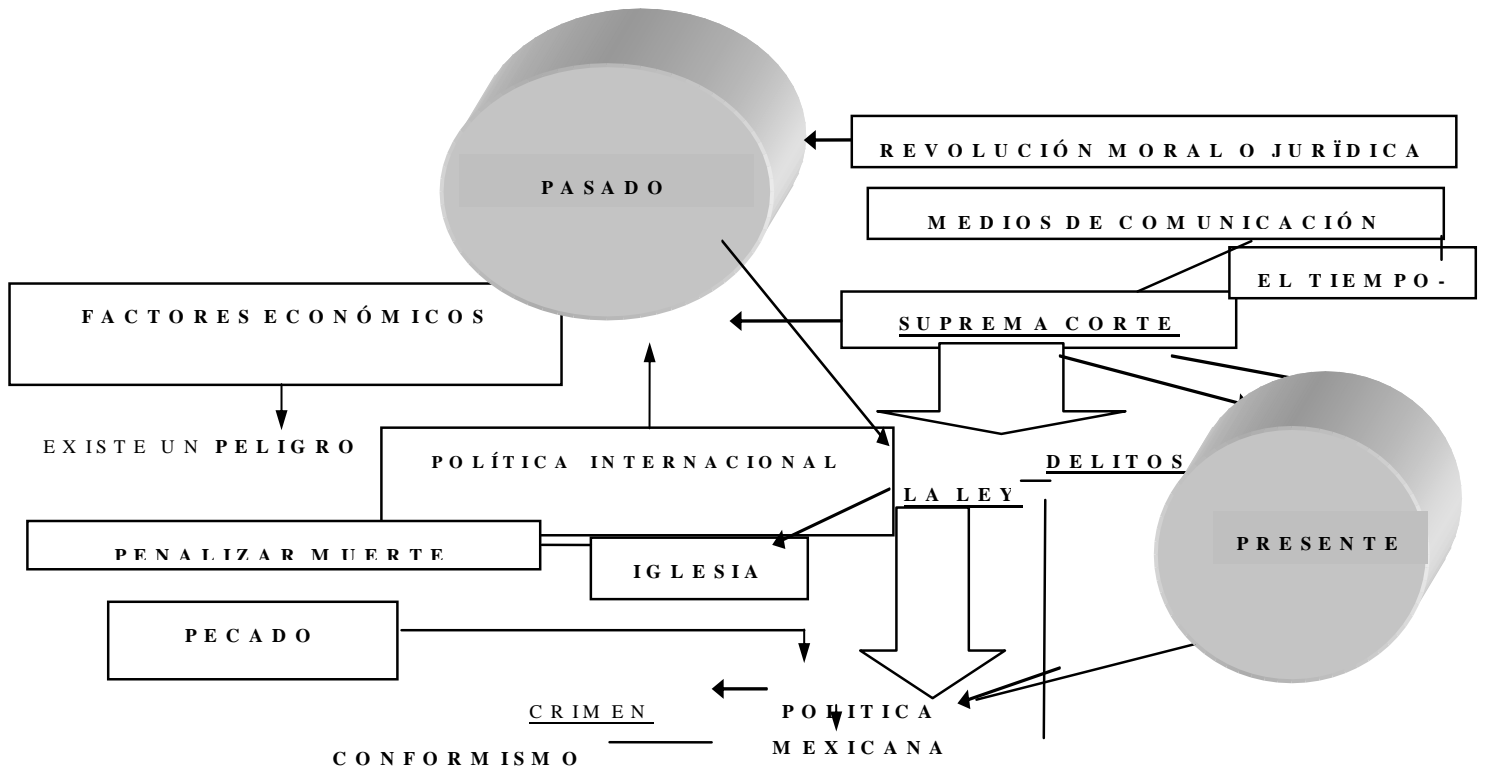 REVOLUCIÓN MORAL O JURÏDICA
PASADO
MEDIOS DE COMUNICACIÓN
EL TIEMPO-
FACTORES ECONÓMICOS
SUPREMA CORTE
EXISTE UN PELIGRO
POLÍTICA INTERNACIONAL
DELITOS
LA LEY
PRESENTE
PENALIZAR MUERTE
IGLESIA
PECADO
CRIMEN
POLITICA
MEXICANA
CONFORMISMO